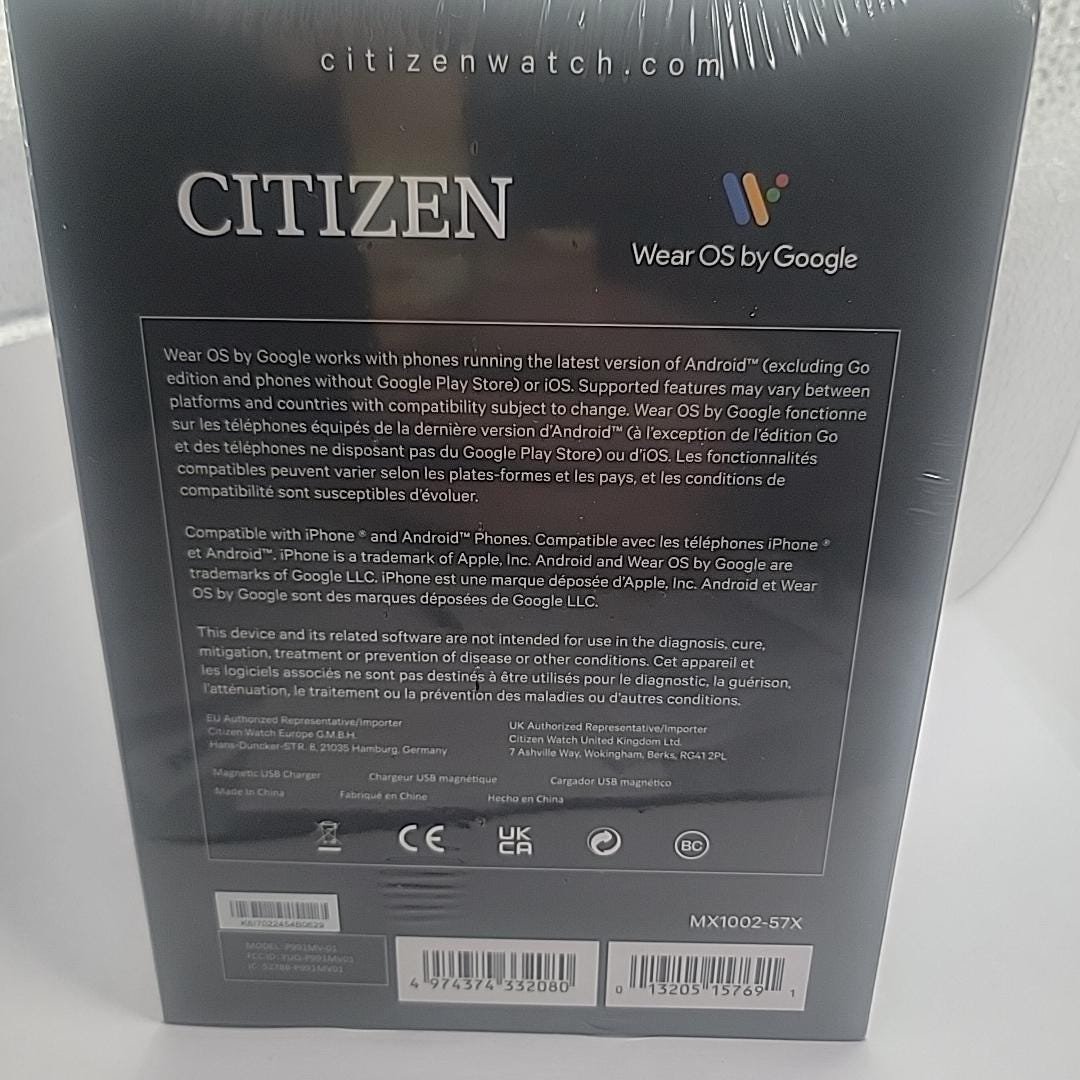 citizenwatch.com
CITIZEN
Wear OS by Google
Wear OS by Google works with phones running the latest version of Android™ (excluding Go
edition and phones without Google Play Store) or iOS. Supported features may vary between
platforms and countries with compatibility subject to change. Wear OS by Google fonctionne
sur les téléphones équipés de la dernière version d'Android™ (à l'exception de l'édition Go
et des téléphones ne disposant pas du Google Play Store) ou d'iOS. Les fonctionnalités
compatibles peuvent varier selon les plates-formes et les pays, et les conditions de
compatibilité sont susceptibles d'évoluer.
Compatible with iPhone ® and Android™ Phones. Compatible avec les téléphones iPhone ®
et Android™. iPhone is a trademark of Apple, Inc. Android and Wear OS by Google are
trademarks of Google LLC. iPhone est une marque déposée d'Apple, Inc. Android et Wear
OS by Google sont des marques déposées de Google LLC.
This device and its related software are not intended for use in the diagnosis, cure,
mitigation, treatment or prevention of disease or other conditions. Cet appareil et
les logiciels associés ne sont pas destinés à être utilisés pour le diagnostic, la guérison,
l'atténuation, le traitement ou la prévention des maladies ou d'autres conditions.
EU Authorized Representative/Importer
Citizen Watch Europe G.M.B.H.
Hans-Duncker-STR. 8, 21035 Hamburg, Germany
UK Authorized Representative/Importer
Citizen Watch United Kingdom Ltd.
7 Ashville Way, Wokingham, Berks, RG41 2PL
Magnetic USB Charger Chargeur USB magnétique Cargador USB magnético
Made In China Fabriqué en Chine Hecho en China
CE UK CA BC
MX1002-57X
MODEL: P991MV-01
IC: 5278B-P991MV01
4 974374 332080
0 13205 15769 1